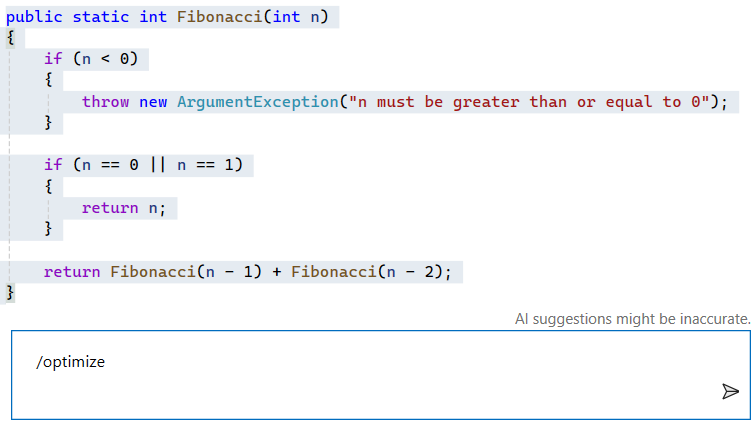 public static int Fibonacci(int n)
{
    if (n < 0)
    {
        throw new ArgumentException("n must be greater than or equal to 0");
    }

    if (n == 0 || n == 1)
    {
        return n;
    }

    return Fibonacci(n - 1) + Fibonacci(n - 2);
}
AI suggestions might be inaccurate.
/optimize